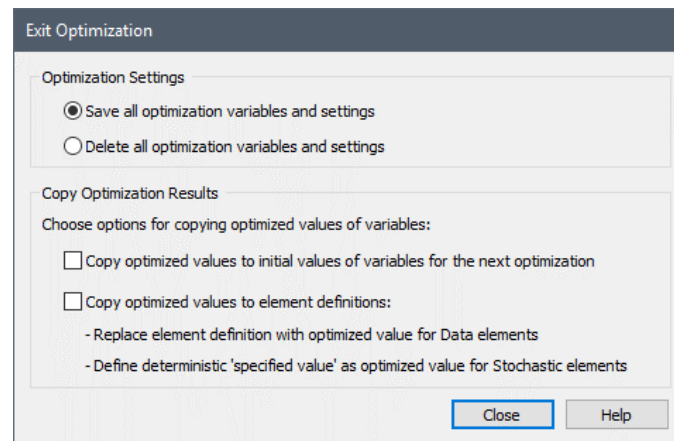 Exit Optimization
Optimization Settings
Save all optimization variables and settings
Delete all optimization variables and settings
Copy Optimization Results
Choose options for copying optimized values of variables:
Copy optimized values to initial values of variables for the next optimization
Copy optimized values to element definitions:
- Replace element definition with optimized value for Data elements
- Define deterministic 'specified value' as optimized value for Stochastic elements
Close
Help